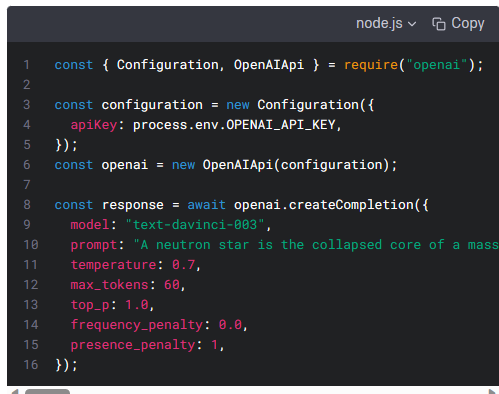 node.js Copy
1 const { Configuration, OpenAIApi } = require("openai");
2
3 const configuration = new Configuration({
4 apiKey: process.env.OPENAI_API_KEY,
5 });
6 const openai = new OpenAIApi(configuration);
7
8 const response = await openai.createCompletion({
9 model: "text-davinci-003",
10 prompt: "A neutron star is the collapsed core of a mass
11 temperature: 0.7,
12 max_tokens: 60,
13 top_p: 1.0,
14 frequency_penalty: 0.0,
15 presence_penalty: 1,
16 });